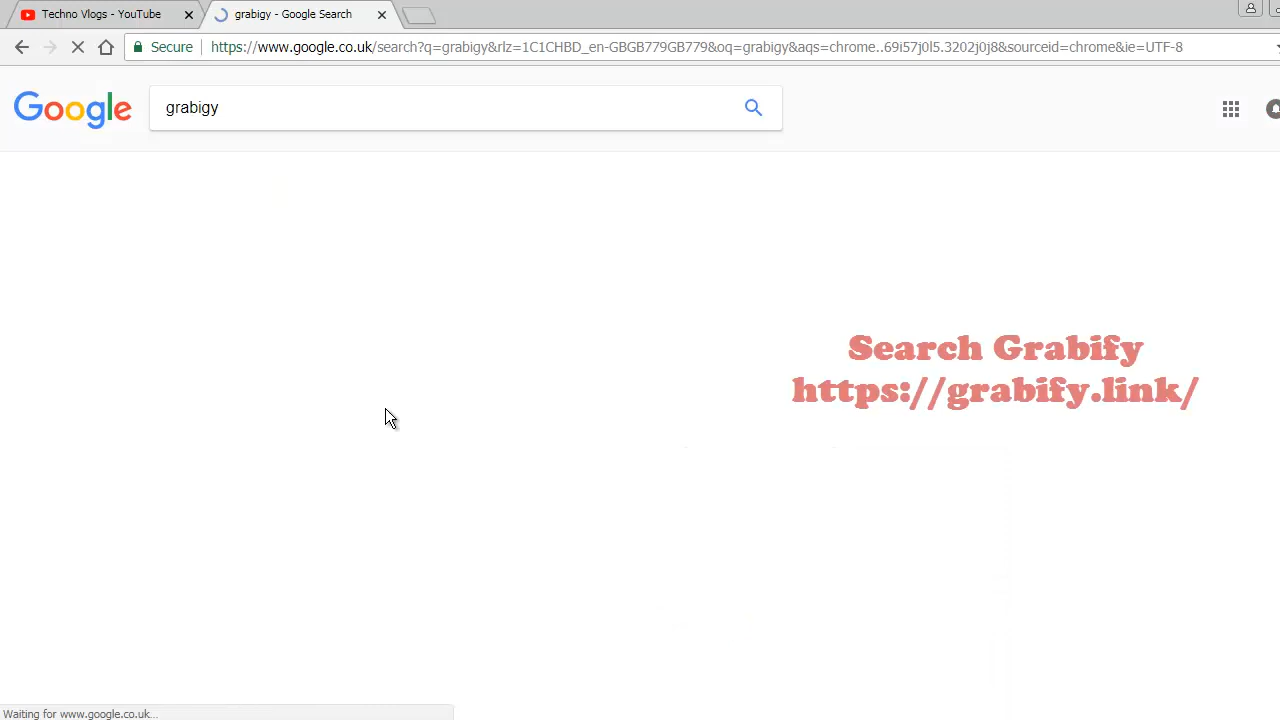 Techno Vlogs - YouTube
grabigy - Google Search
Secure
https://www.google.co.uk/search?q=grabigy&rlz=1C1CHBD_en-GBGB779GB779&oq=grabigy&aqs=chrome..69i57j0l5.3202j0j8&sourceid=chrome&ie=UTF-8
Google
grabigy
Search Grabify
https://grabify.link/
Waiting for www.google.co.uk...